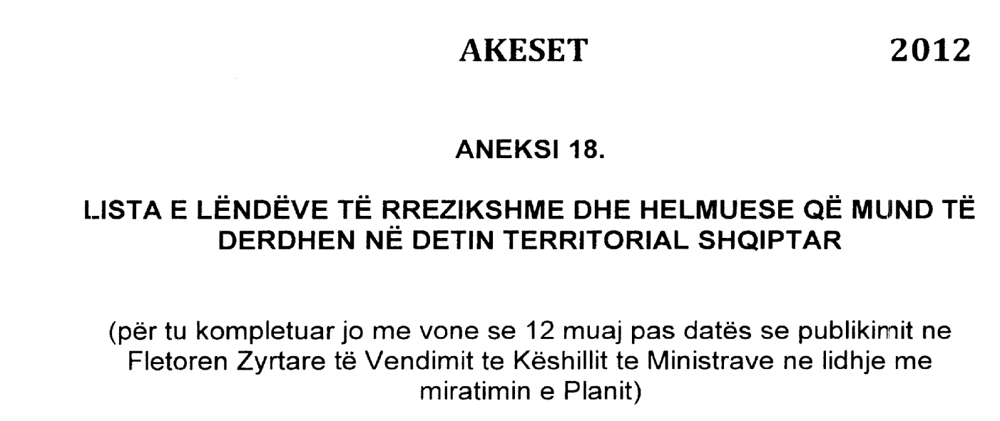 AKESET 2012
ANEKSI 18.
LISTA E LËNDËVE TË RREZIKSHME DHE HELMUESE QË MUND TË
DERDHEN NË DETIN TERRITORIAL SHQIPTAR
(për tu kompletuar jo me vone se 12 muaj pas datës se publikimit ne
Fletoren Zyrtare të Vendimit te Këshillit te Ministrave ne lidhje me
miratimin e Planit)